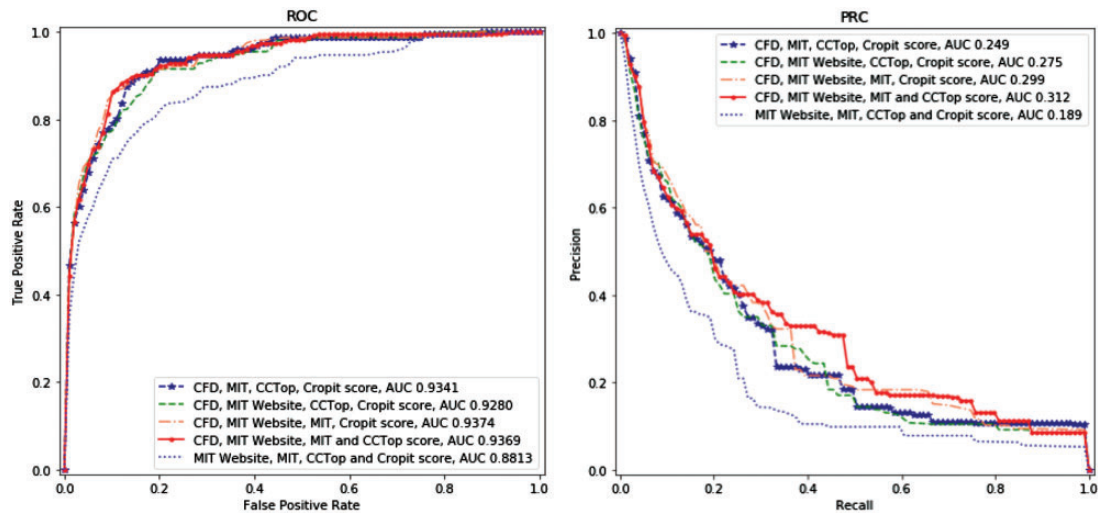 ROC
1.0
0.8
0.6
0.4
0.2
0.0
True Positive Rate
CFD, MIT, CCTop, Cropit score, AUC 0.9341
CFD, MIT Website, CCTop, Cropit score, AUC 0.9280
CFD, MIT Website, MIT, Cropit score, AUC 0.9374
CFD, MIT Website, MIT and CCTop score, AUC 0.9369
MIT Website, MIT, CCTop and Cropit score, AUC 0.8813
0.0 0.2 0.4 0.6 0.8 1.0
False Positive Rate
PRC
1.0
0.8
0.6
0.4
0.2
0.0
Precision
CFD, MIT, CCTop, Cropit score, AUC 0.249
CFD, MIT Website, CCTop, Cropit score, AUC 0.275
CFD, MIT Website, MIT, Cropit score, AUC 0.299
CFD, MIT Website, MIT and CCTop score, AUC 0.312
MIT Website, MIT, CCTop and Cropit score, AUC 0.189
0.0 0.2 0.4 0.6 0.8 1.0
Recall